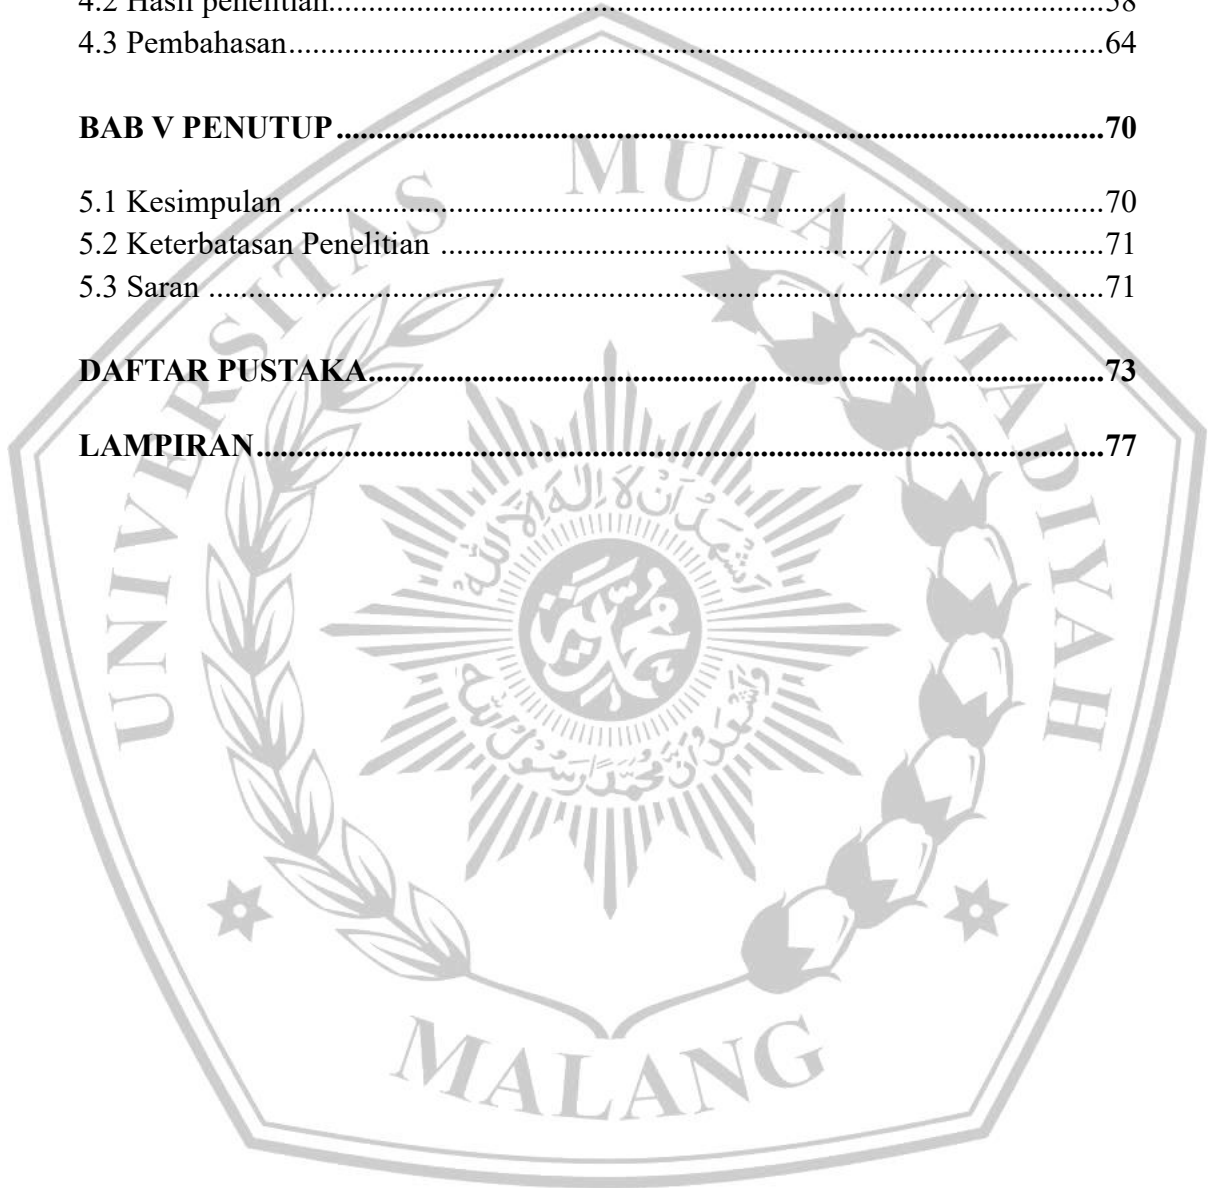 4.2 Hasil penelitian....................................................................................................58
4.3 Pembahasan.........................................................................................................64
BAB V PENUTUP ..................................................................................................70
5.1 Kesimpulan .........................................................................................................70
5.2 Keterbatasan Penelitian .....................................................................................71
5.3 Saran ...................................................................................................................71
DAFTAR PUSTAKA..............................................................................................73
LAMPIRAN............................................................................................................77
UNIVERSITAS MUHAMMADIYAH
MALANG